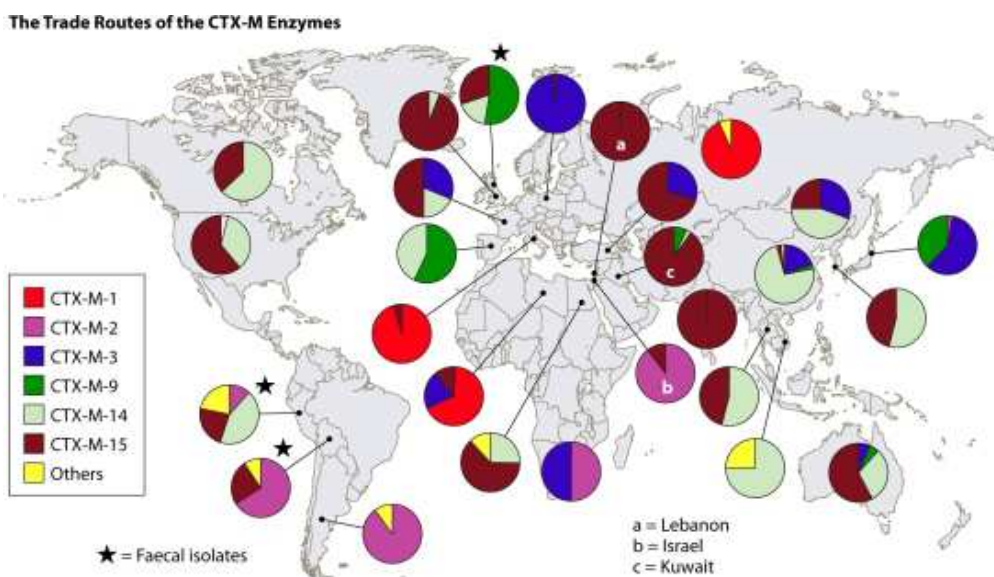 The Trade Routes of the CTX-M Enzymes
a
c
b
CTX-M-1
CTX-M-2
CTX-M-3
CTX-M-9
CTX-M-14
CTX-M-15
Others
★ = Faecal isolates
a = Lebanon
b = Israel
c = Kuwait